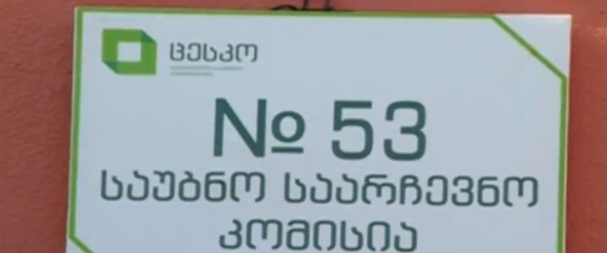 ცესკო
№ 53
საუბნო საარჩევნო
კომისია